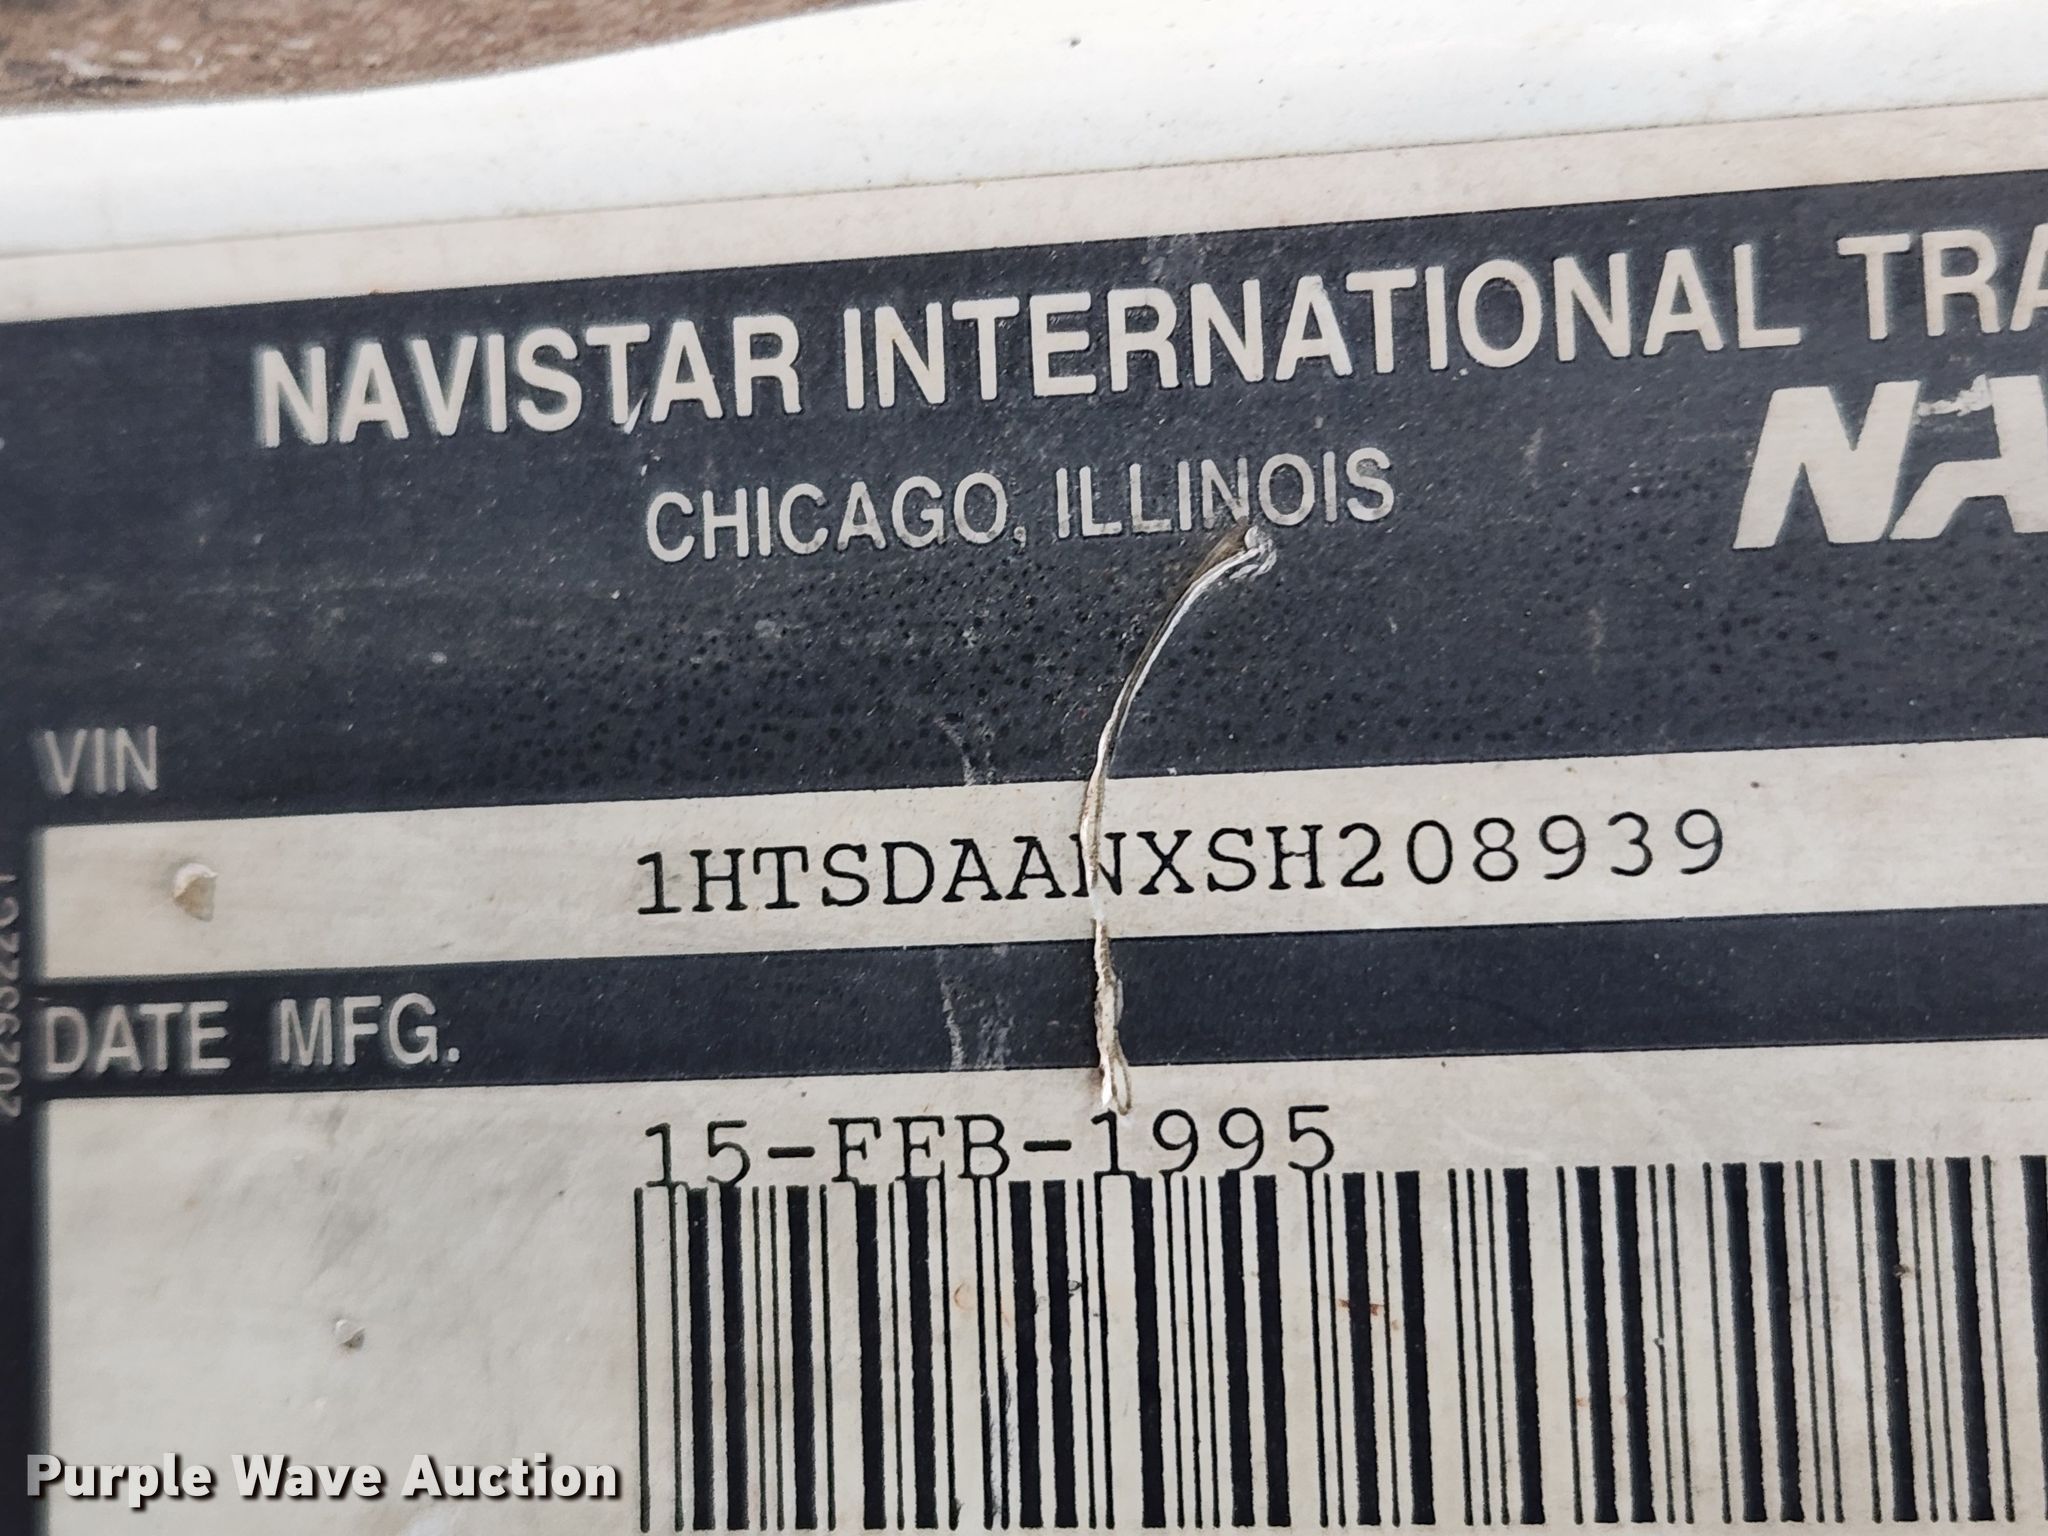 NAVISTAR INTERNATIONAL TRA
CHICAGO, ILLINOIS
NA
VIN
1HTSDAANXSH208939
DATE MFG.
15-FEB-1995
Purple Wave Auction